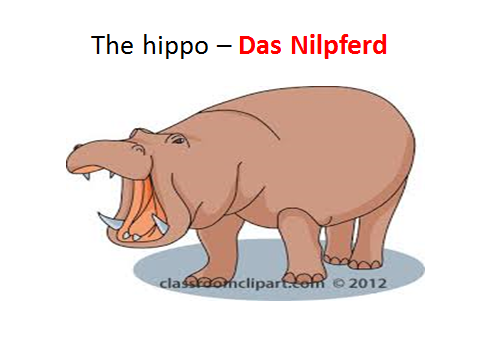 The hippo – Das Nilpferd
classroomclipart.com © 2012